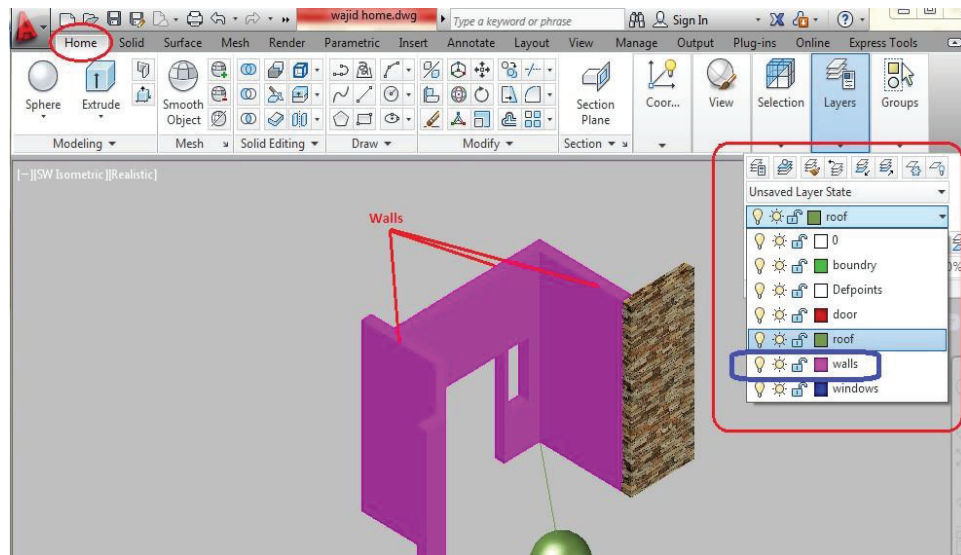 wajid home.dwg
Type a keyword or phrase
Sign In
Home Solid Surface Mesh Render Parametric Insert Annotate Layout View Manage Output Plug-ins Online Express Tools
Sphere Extrude Smooth Object Section Plane Coor... View Selection Layers Groups
Modeling Mesh Solid Editing Draw Modify Section
[-][SW Isometric][Realistic]
Unsaved Layer State
roof
Walls
0
boundry
Defpoints
door
roof
walls
windows